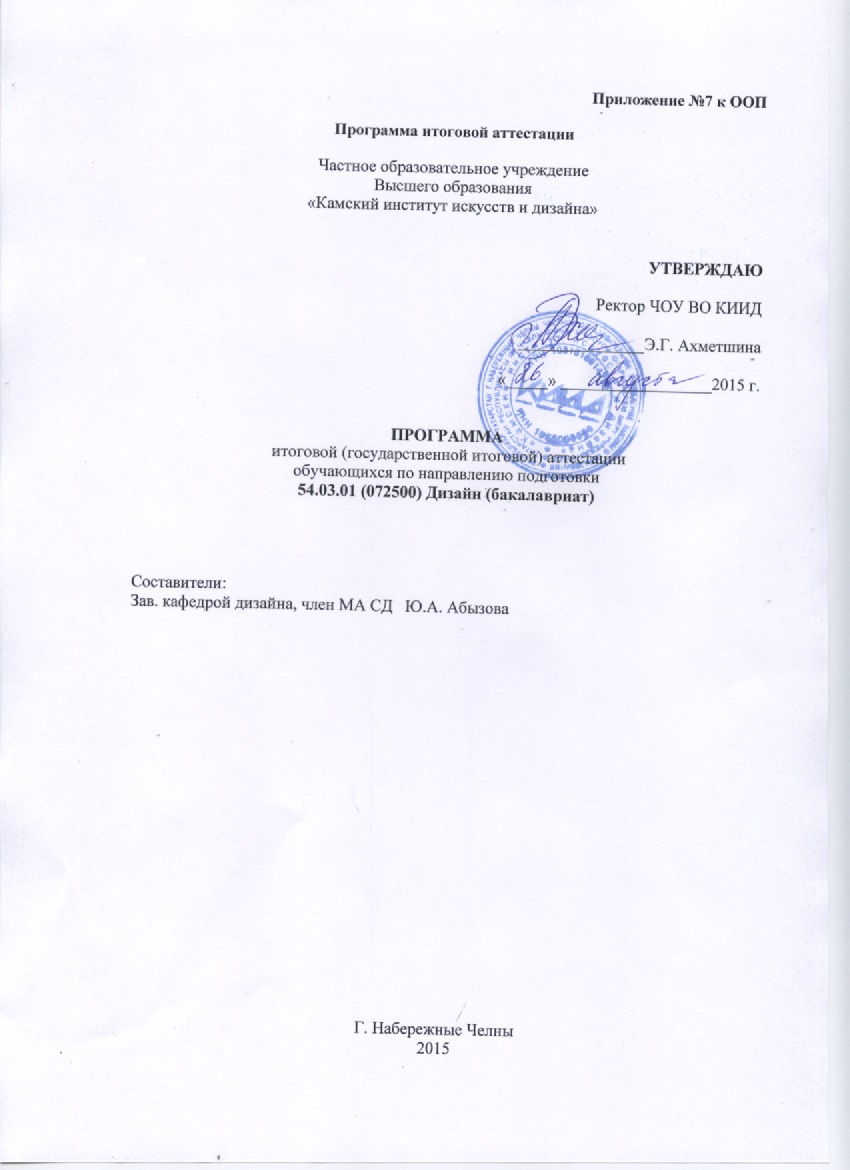 Приложение №7 к ООП
Программа итоговой аттестации
Частное образовательное учреждение
Высшего образования
«Камский институт искусств и дизайна»
УТВЕРЖДАЮ
Ректор ЧОУ ВО КИИД
Э.Г. Ахметшина
« 26 » августа 2015 г.
ПРОГРАММА
итоговой (государственной итоговой) аттестации
обучающихся по направлению подготовки
54.03.01 (072500) Дизайн (бакалавриат)
Составители:
Зав. кафедрой дизайна, член МА СД Ю.А. Абызова
Г. Набережные Челны
2015